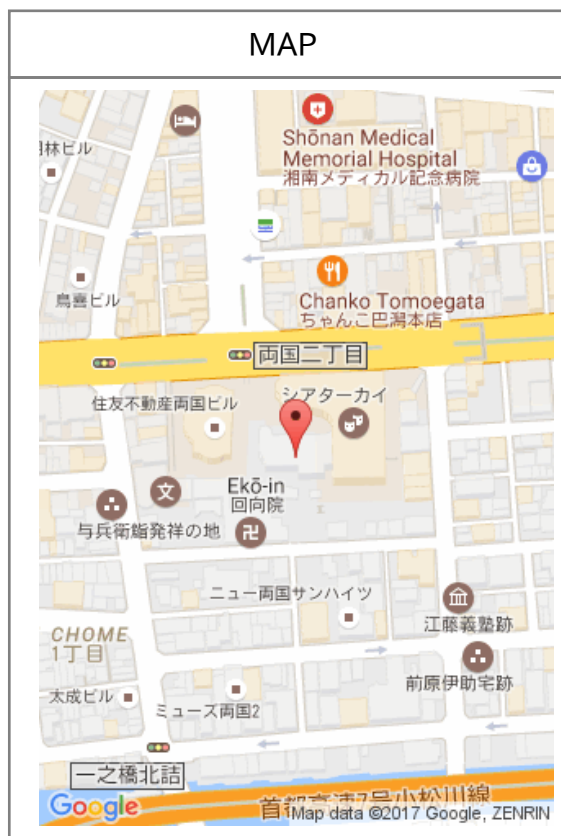 MAP
Shōnan Medical
Memorial Hospital
湘南メディカル記念病院
林ビル
鳥喜ビル
Chanko Tomoegata
ちゃんこ巴潟本店
両国二丁目
シアターカイ
住友不動産両国ビル
Ekō-in
回向院
文
与兵衛鮨発祥の地
卍
ニュー両国サンハイツ
江藤義塾跡
CHOME
1丁目
前原伊助宅跡
太成ビル
ミューズ両国2
一之橋北詰
首都高速7号小松川線
Google
Map data ©2017 Google, ZENRIN